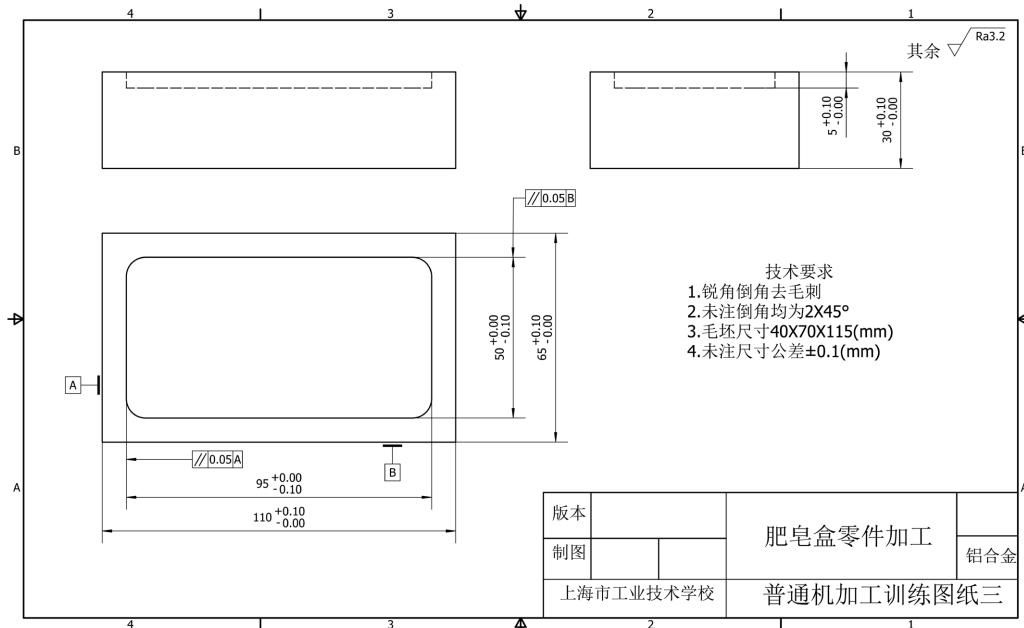 4 3 2 1
其余 Ra3.2
B
B
5 +0.10 -0.00
30 +0.10 -0.00
// 0.05 B
50 +0.00 -0.10
65 +0.10 -0.00
技术要求
1.锐角倒角去毛刺
2.未注倒角均为2X45°
3.毛坯尺寸40X70X115(mm)
4.未注尺寸公差±0.1(mm)
A
// 0.05 A
B
95 +0.00 -0.10
110 +0.10 -0.00
A
A
版本
制图
肥皂盒零件加工
铝合金
上海市工业技术学校
普通机加工训练图纸三
4 3 2 1